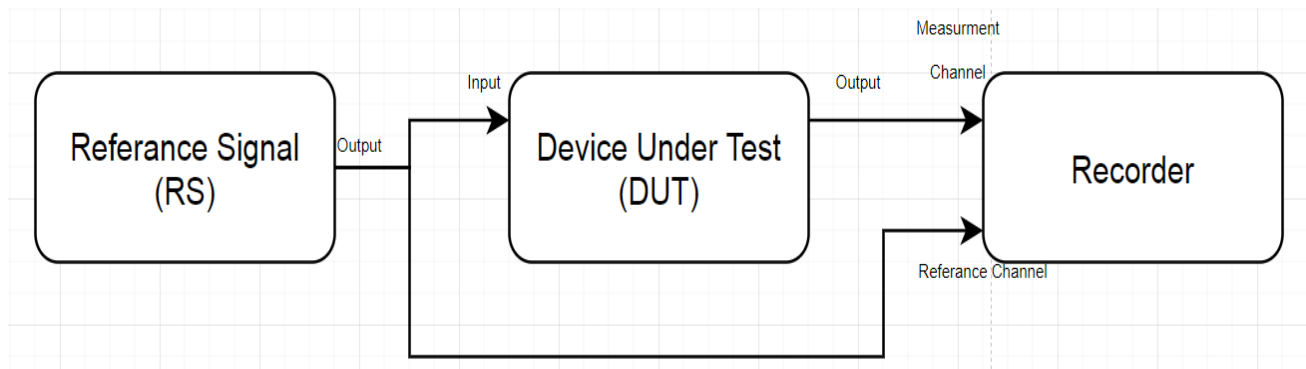 Referance Signal
(RS)
Output
Input
Device Under Test
(DUT)
Output
Measurment
Channel
Recorder
Referance Channel